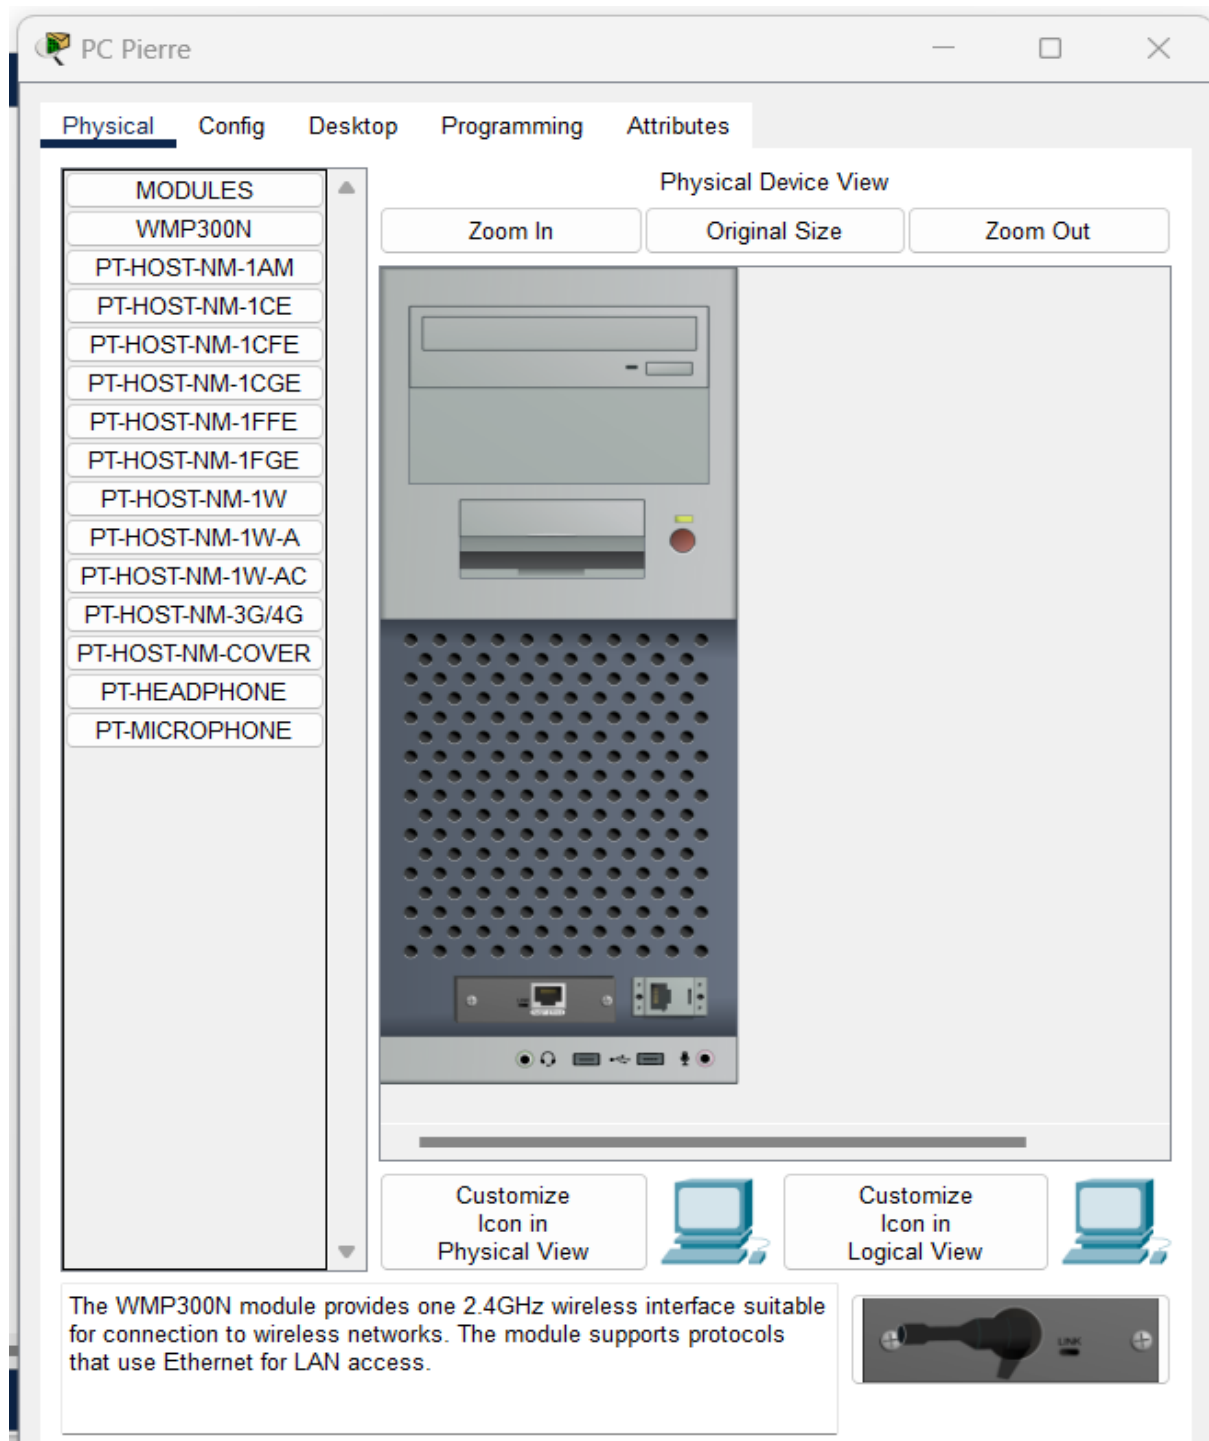 PC Pierre
Physical Config Desktop Programming Attributes
MODULES
WMP300N
PT-HOST-NM-1AM
PT-HOST-NM-1CE
PT-HOST-NM-1CFE
PT-HOST-NM-1CGE
PT-HOST-NM-1FFE
PT-HOST-NM-1FGE
PT-HOST-NM-1W
PT-HOST-NM-1W-A
PT-HOST-NM-1W-AC
PT-HOST-NM-3G/4G
PT-HOST-NM-COVER
PT-HEADPHONE
PT-MICROPHONE
Physical Device View
Zoom In Original Size Zoom Out
Customize
Icon in
Physical View
Customize
Icon in
Logical View
The WMP300N module provides one 2.4GHz wireless interface suitable
for connection to wireless networks. The module supports protocols
that use Ethernet for LAN access.
LINK